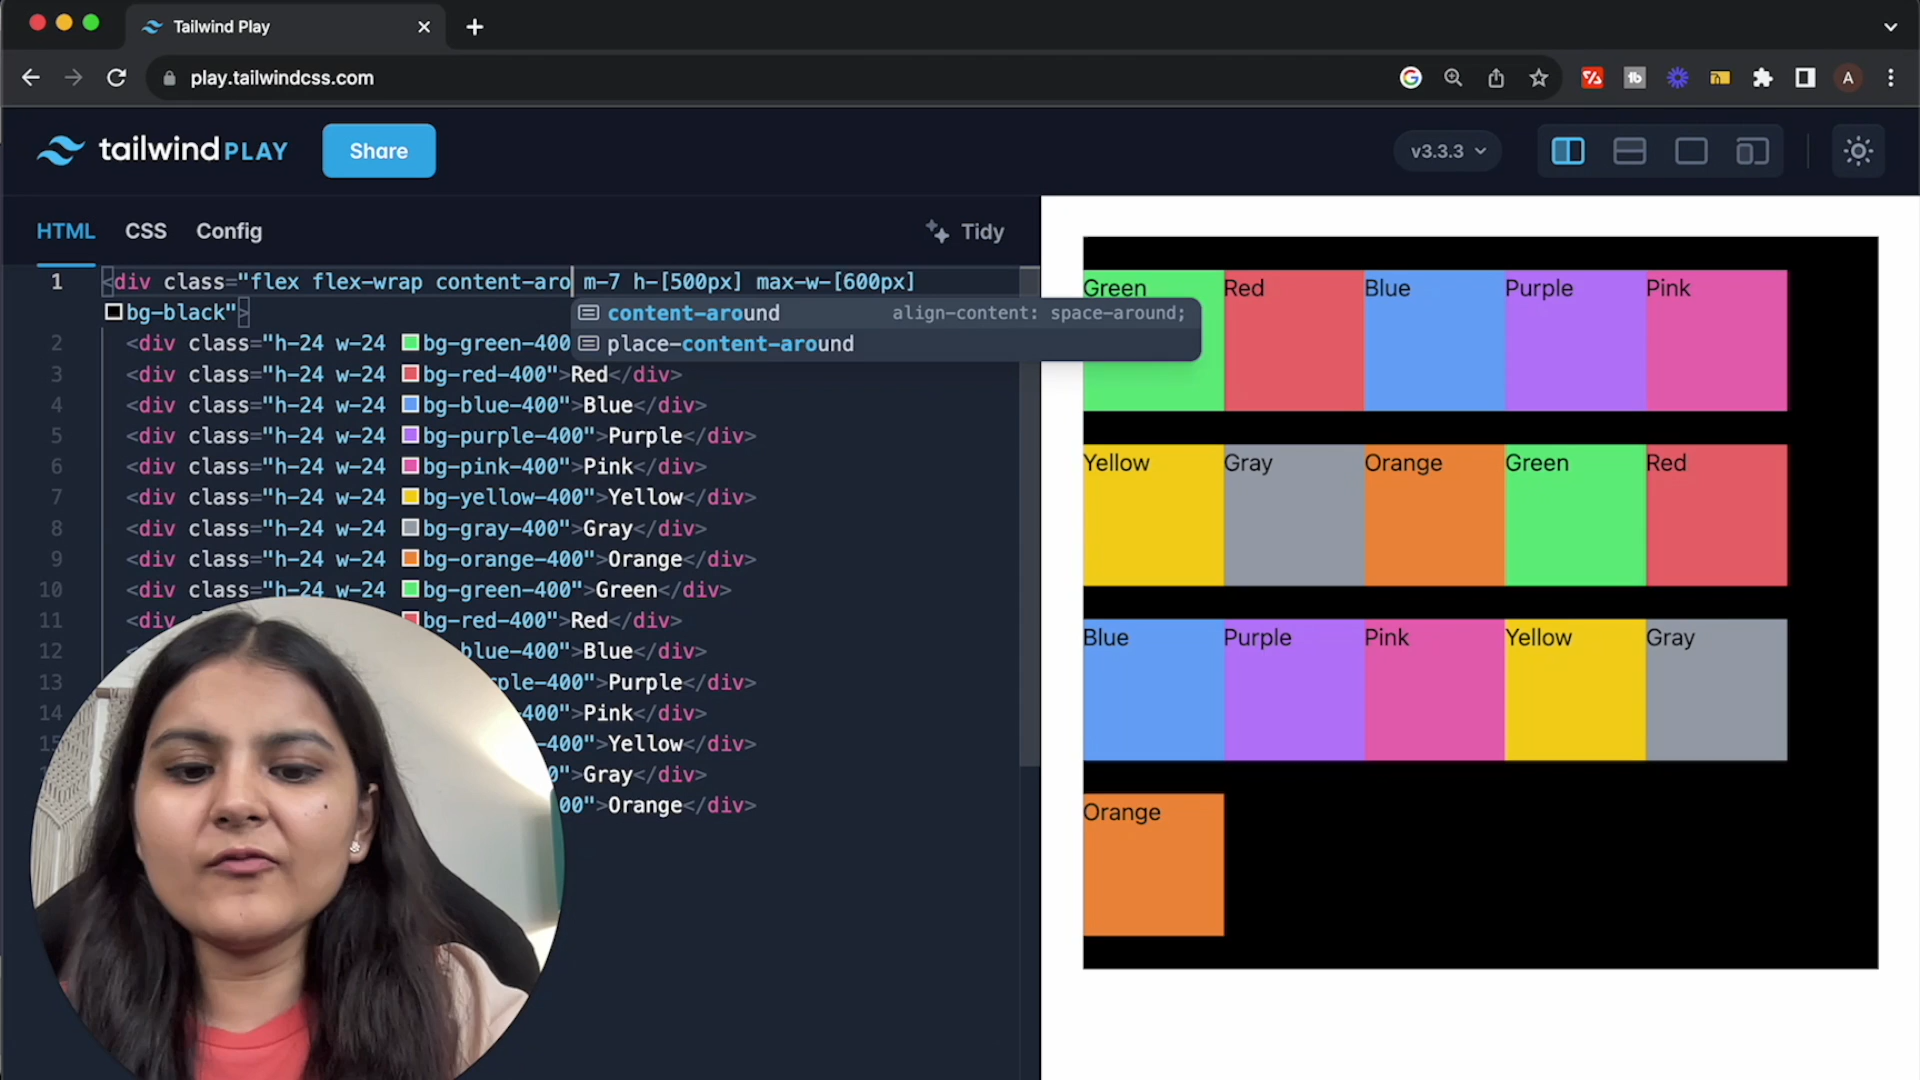 Tailwind Play
play.tailwindcss.com
A
tailwind PLAY
Share
v3.3.3
HTML CSS Config
Tidy
1 <div class="flex flex-wrap content-aro m-7 h-[500px] max-w-[600px]
bg-black">
content-around align-content: space-around;
place-content-around
2 <div class="h-24 w-24 bg-green-400
3 <div class="h-24 w-24 bg-red-400">Red</div>
4 <div class="h-24 w-24 bg-blue-400">Blue</div>
5 <div class="h-24 w-24 bg-purple-400">Purple</div>
6 <div class="h-24 w-24 bg-pink-400">Pink</div>
7 <div class="h-24 w-24 bg-yellow-400">Yellow</div>
8 <div class="h-24 w-24 bg-gray-400">Gray</div>
9 <div class="h-24 w-24 bg-orange-400">Orange</div>
10 <div class="h-24 w-24 bg-green-400">Green</div>
11 <div bg-red-400">Red</div>
12 blue-400">Blue</div>
13 ple-400">Purple</div>
14 400">Pink</div>
-400">Yellow</div>
0">Gray</div>
00">Orange</div>
Green Red Blue Purple Pink
Yellow Gray Orange Green Red
Blue Purple Pink Yellow Gray
Orange